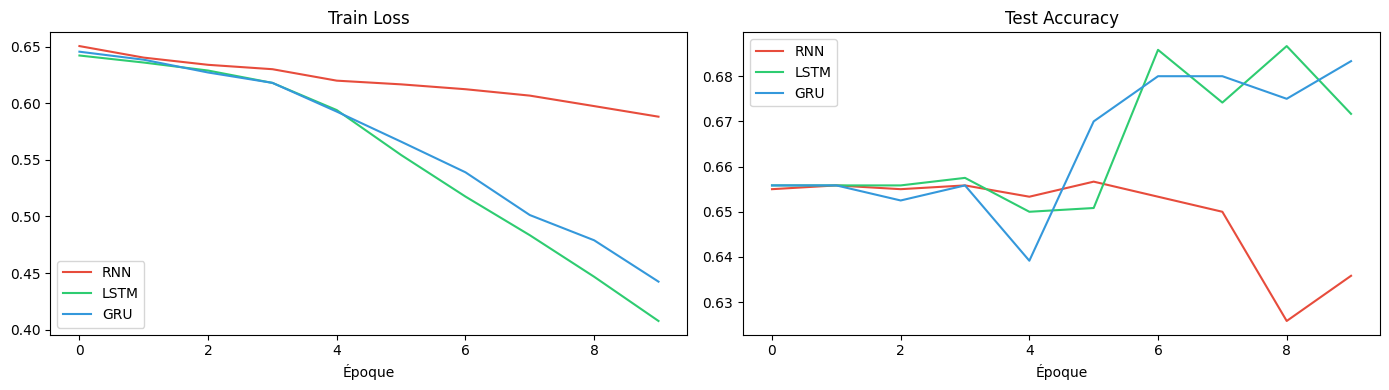 Train Loss
0.65
0.60
0.55
0.50
0.45
0.40
RNN
LSTM
GRU
0 2 4 6 8
Époque
Test Accuracy
RNN
LSTM
GRU
0.68
0.67
0.66
0.65
0.64
0.63
0 2 4 6 8
Époque